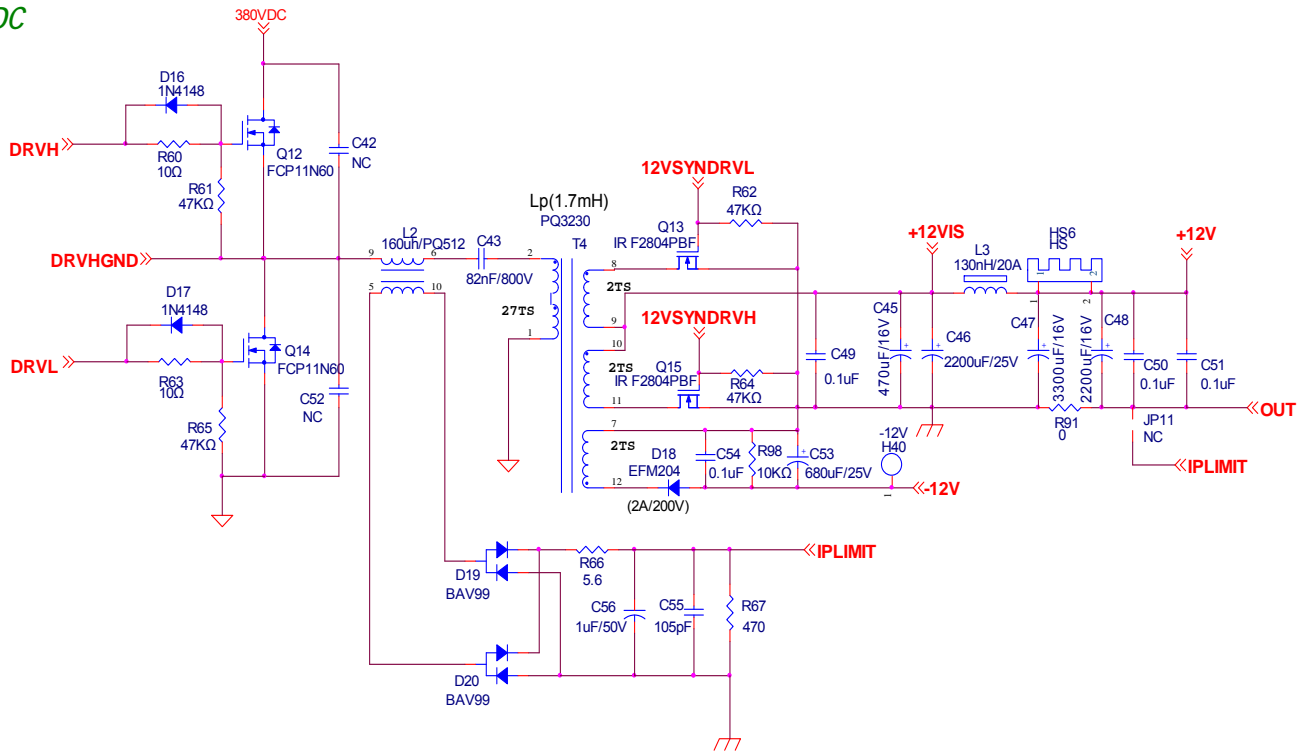 DC
380VDC
D16
1N4148
DRVH
R60
10Ω
Q12
FCP11N60
C42
NC
R61
47KΩ
DRVHGND
D17
1N4148
DRVL
R63
10Ω
Q14
FCP11N60
C52
NC
R65
47KΩ
L2
160uh/PQ512
9
6
5
10
C43
82nF/800V
Lp(1.7mH)
PQ3230
T4
2
1
27TS
8
2TS
9
10
2TS
11
7
2TS
12
12VSYNDRVL
R62
47KΩ
Q13
IR F2804PBF
12VSYNDRVH
Q15
IR F2804PBF
R64
47KΩ
D18
EFM204
(2A/200V)
C54
0.1uF
R98
10KΩ
C53
680uF/25V
-12V
H40
1
-12V
C49
0.1uF
C45
470uF/16V
+12VIS
C46
2200uF/25V
L3
130nH/20A
HS6
HS
1
2
1
2
C47
3300uF/16V
C48
2200uF/16V
+12V
C50
0.1uF
C51
0.1uF
R91
0
OUT
JP11
NC
IPLIMIT
D19
BAV99
D20
BAV99
R66
5.6
IPLIMIT
C56
1uF/50V
C55
105pF
R67
470